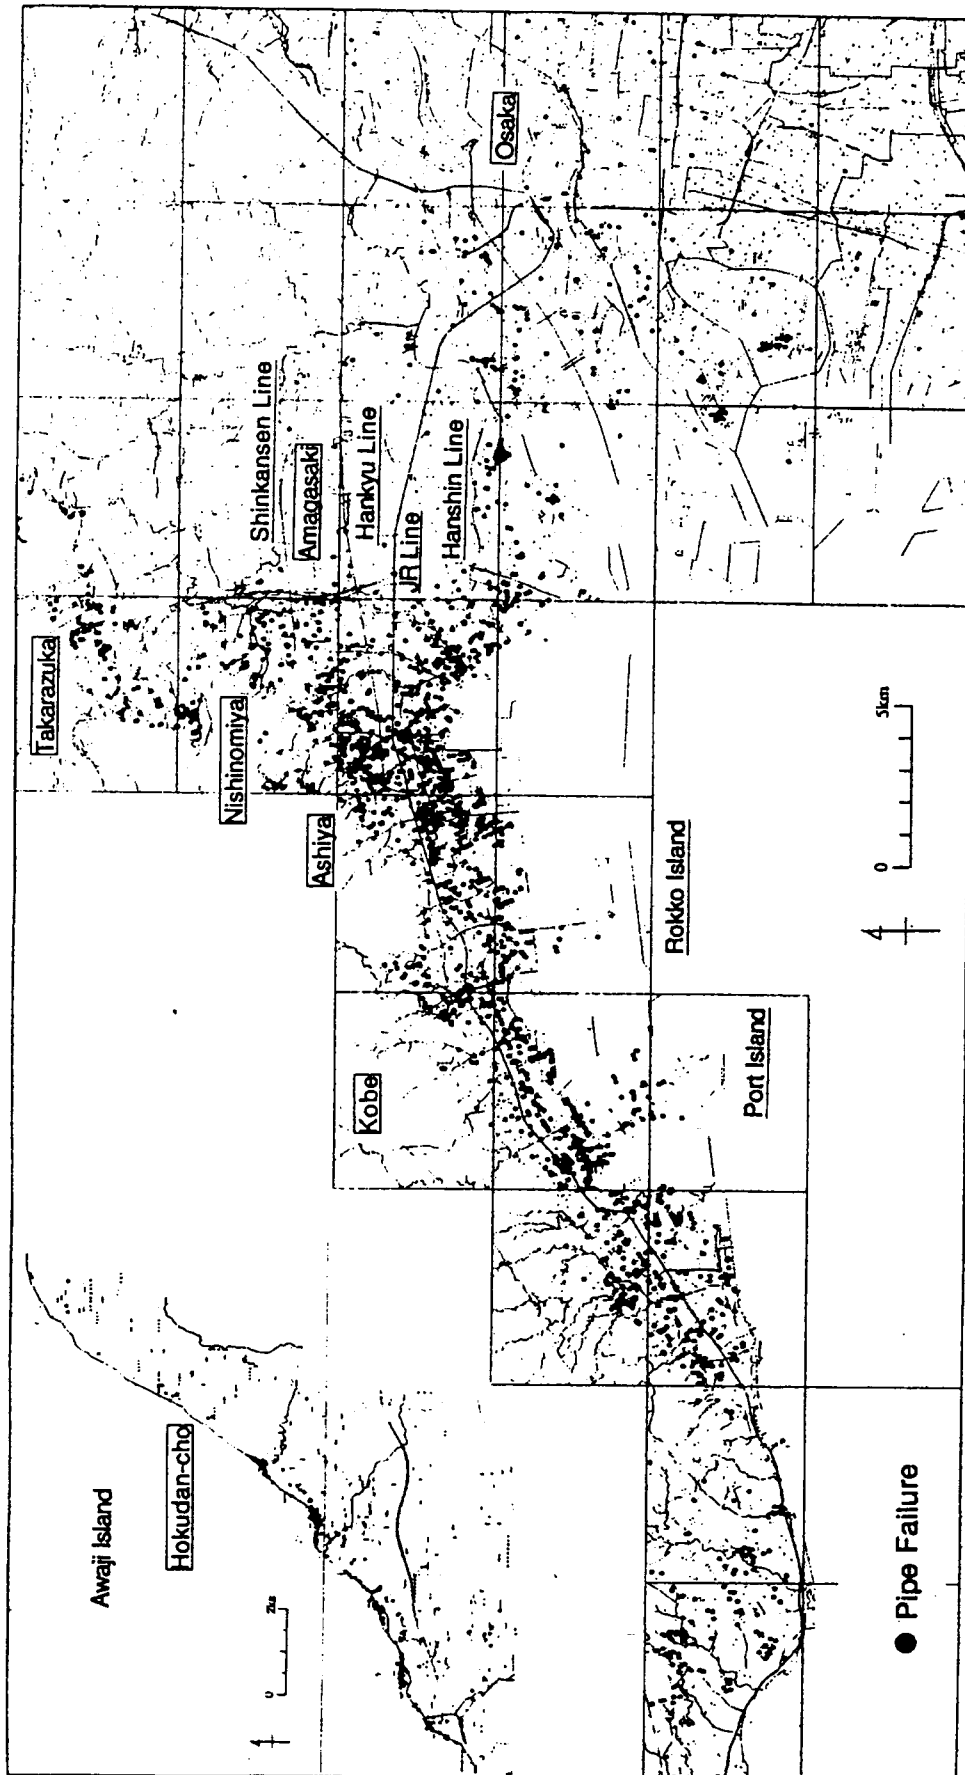 Awaji Island
Hokudan-cho
0
Kobe
Ashiya
Nishinomiya
Takarazuka
Shinkansen Line
Amagasaki
Hankyu Line
JR Line
Hanshin Line
Osaka
Port Island
Rokko Island
0 5km
Pipe Failure